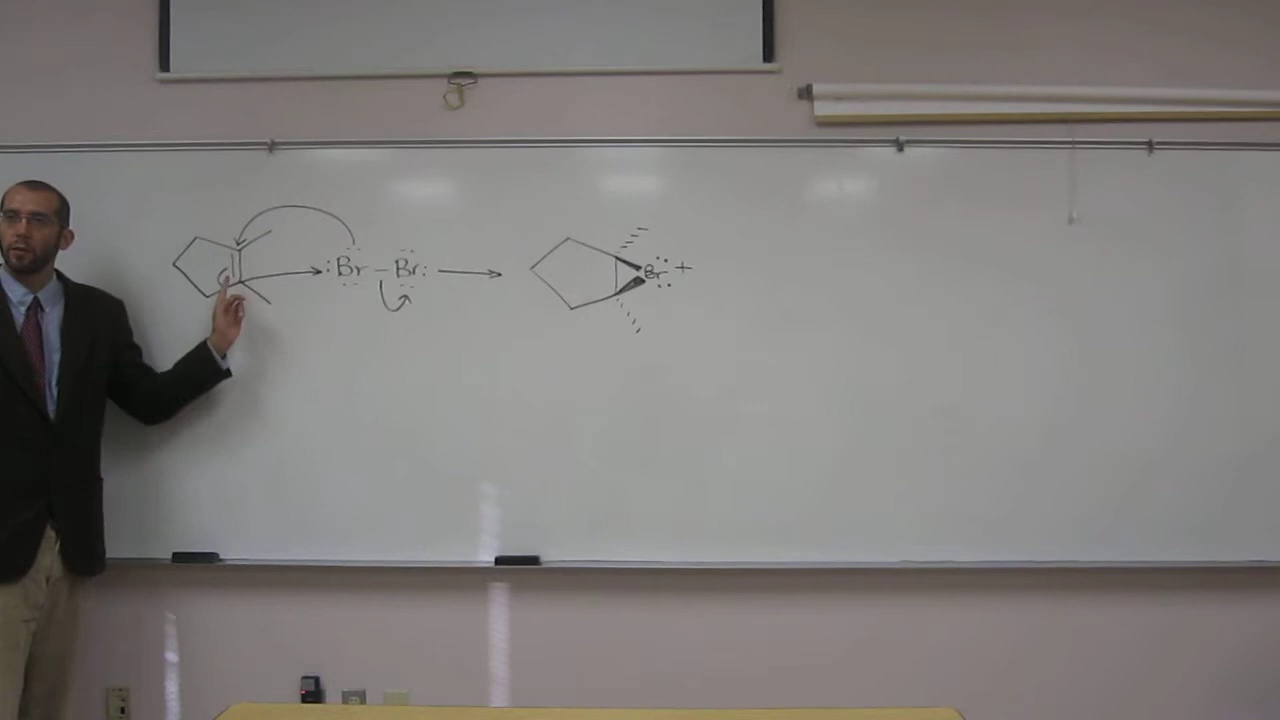 :Br - Br: → Br +